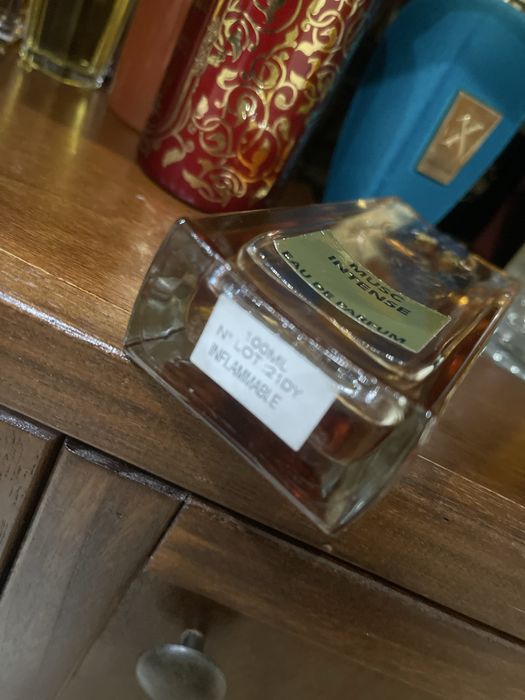 MUSC
INTENSE
EAU DE PARFUM
100ML
N° LOT 21DY
INFLAMMABLE